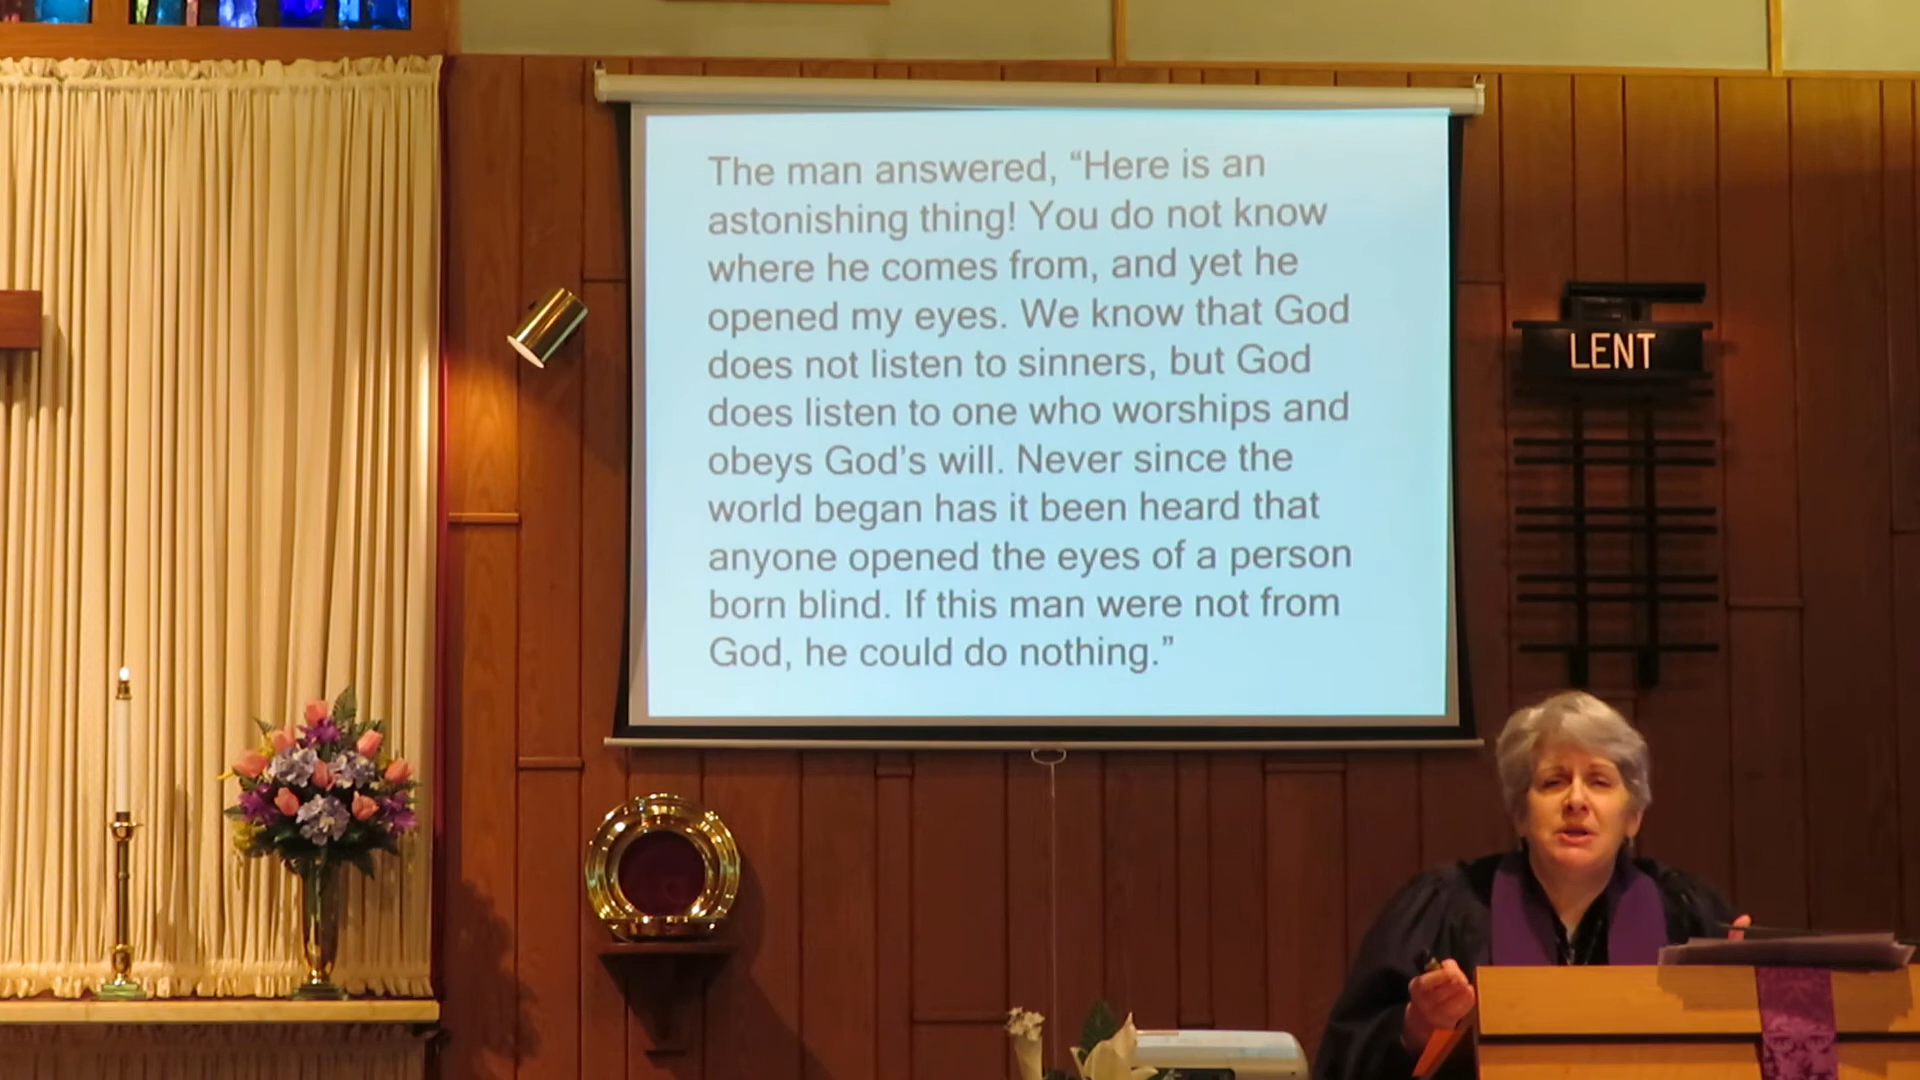 The man answered, “Here is an
astonishing thing! You do not know
where he comes from, and yet he
opened my eyes. We know that God
does not listen to sinners, but God
does listen to one who worships and
obeys God’s will. Never since the
world began has it been heard that
anyone opened the eyes of a person
born blind. If this man were not from
God, he could do nothing.”
LENT